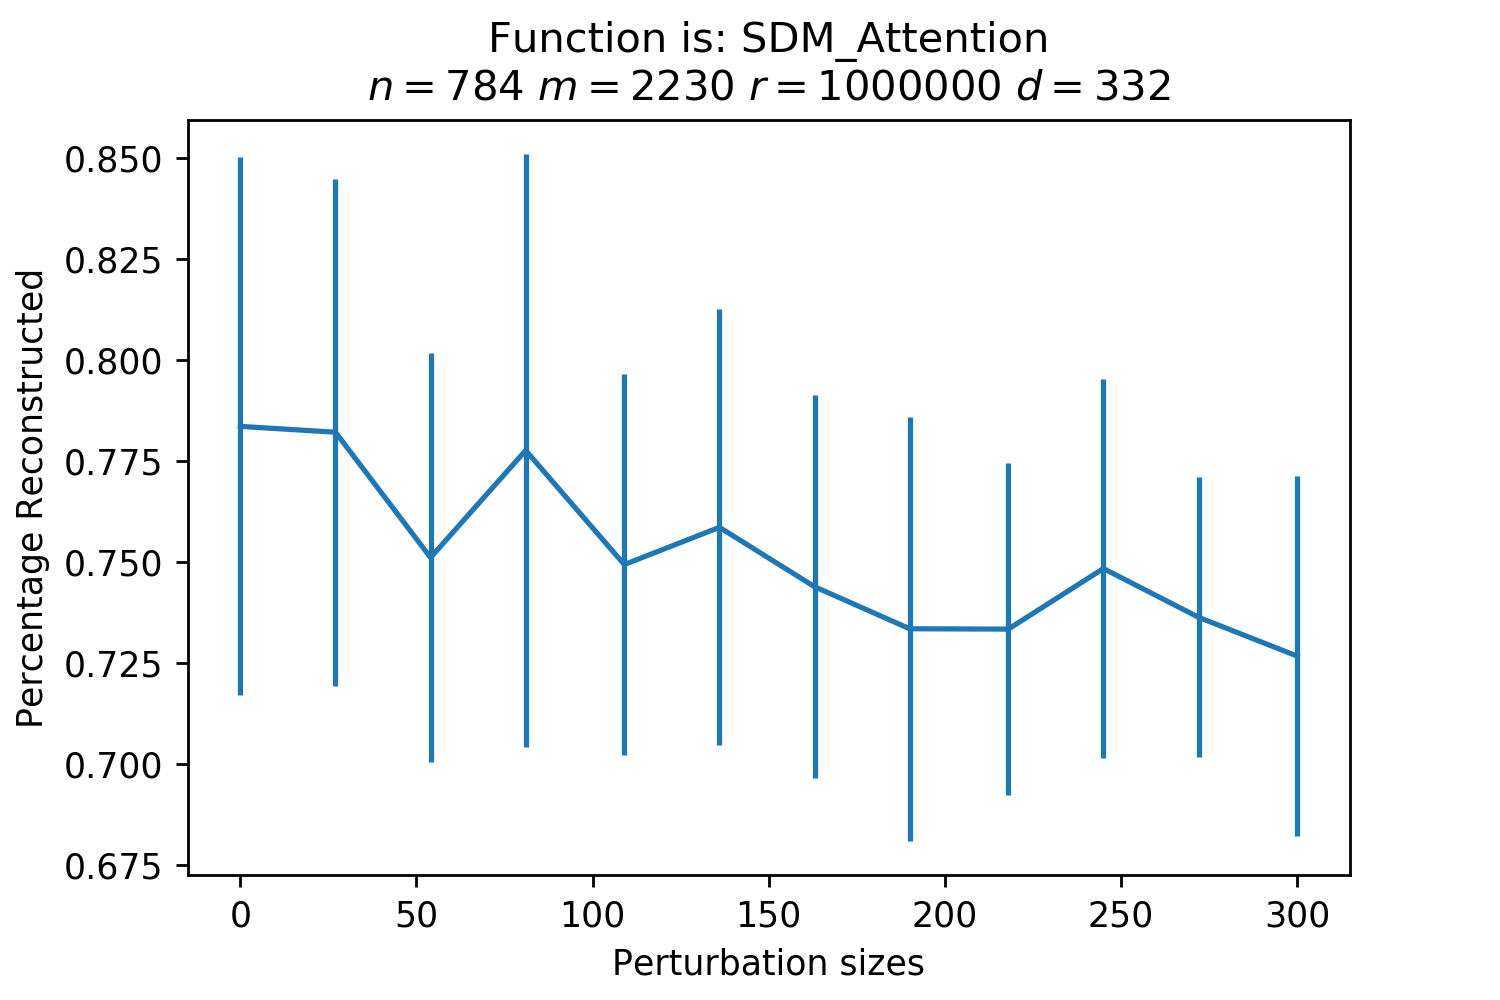 Function is: SDM_Attention
n = 784 m = 2230 r = 1000000 d = 332
Percentage Reconstructed
0.850
0.825
0.800
0.775
0.750
0.725
0.700
0.675
0 50 100 150 200 250 300
Perturbation sizes